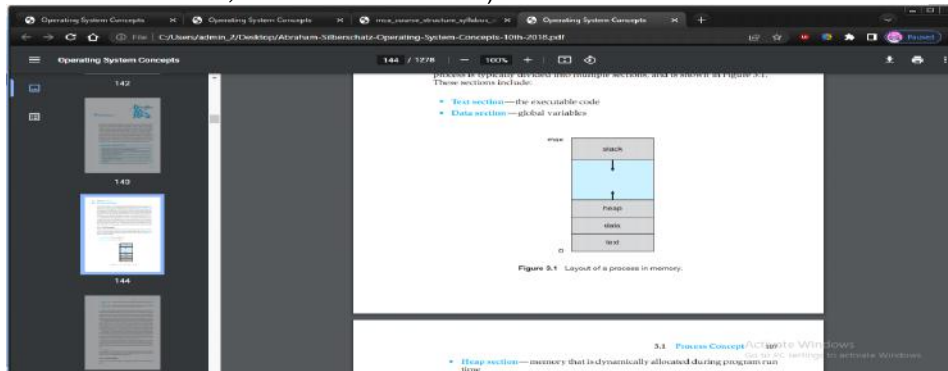 Operating System Concepts
Operating System Concepts
mca_course_structure_syllabus_
Operating System Concepts
File
C:/Users/admin_2/Desktop/Abraham-Silberschatz-Operating-System-Concepts-10th-2018.pdf
Paused
Operating System Concepts
144 / 1278
100%
142
143
144
process is typically divided into multiple sections, and is shown in Figure 3.1.
These sections include:
• Text section—the executable code
• Data section—global variables
max
stack
heap
data
text
0
Figure 3.1 Layout of a process in memory.
3.1 Process Concept 107
• Heap section—memory that is dynamically allocated during program run
time
Activate Windows
Go to PC settings to activate Windows.